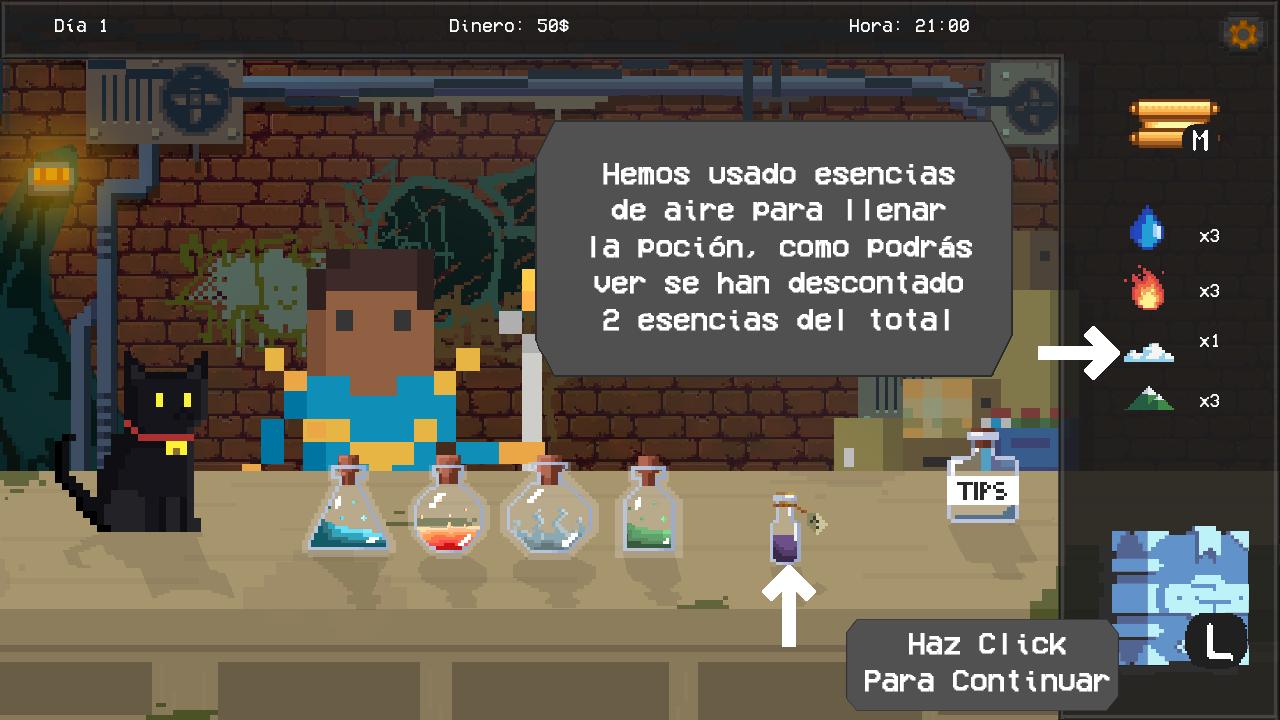 Día 1
Dinero: 50$
Hora: 21:00
M
Hemos usado esencias
de aire para llenar
la poción, como podrás
ver se han descontado
2 esencias del total
x3
x3
x1
x3
TIPS
L
Haz Click
Para Continuar